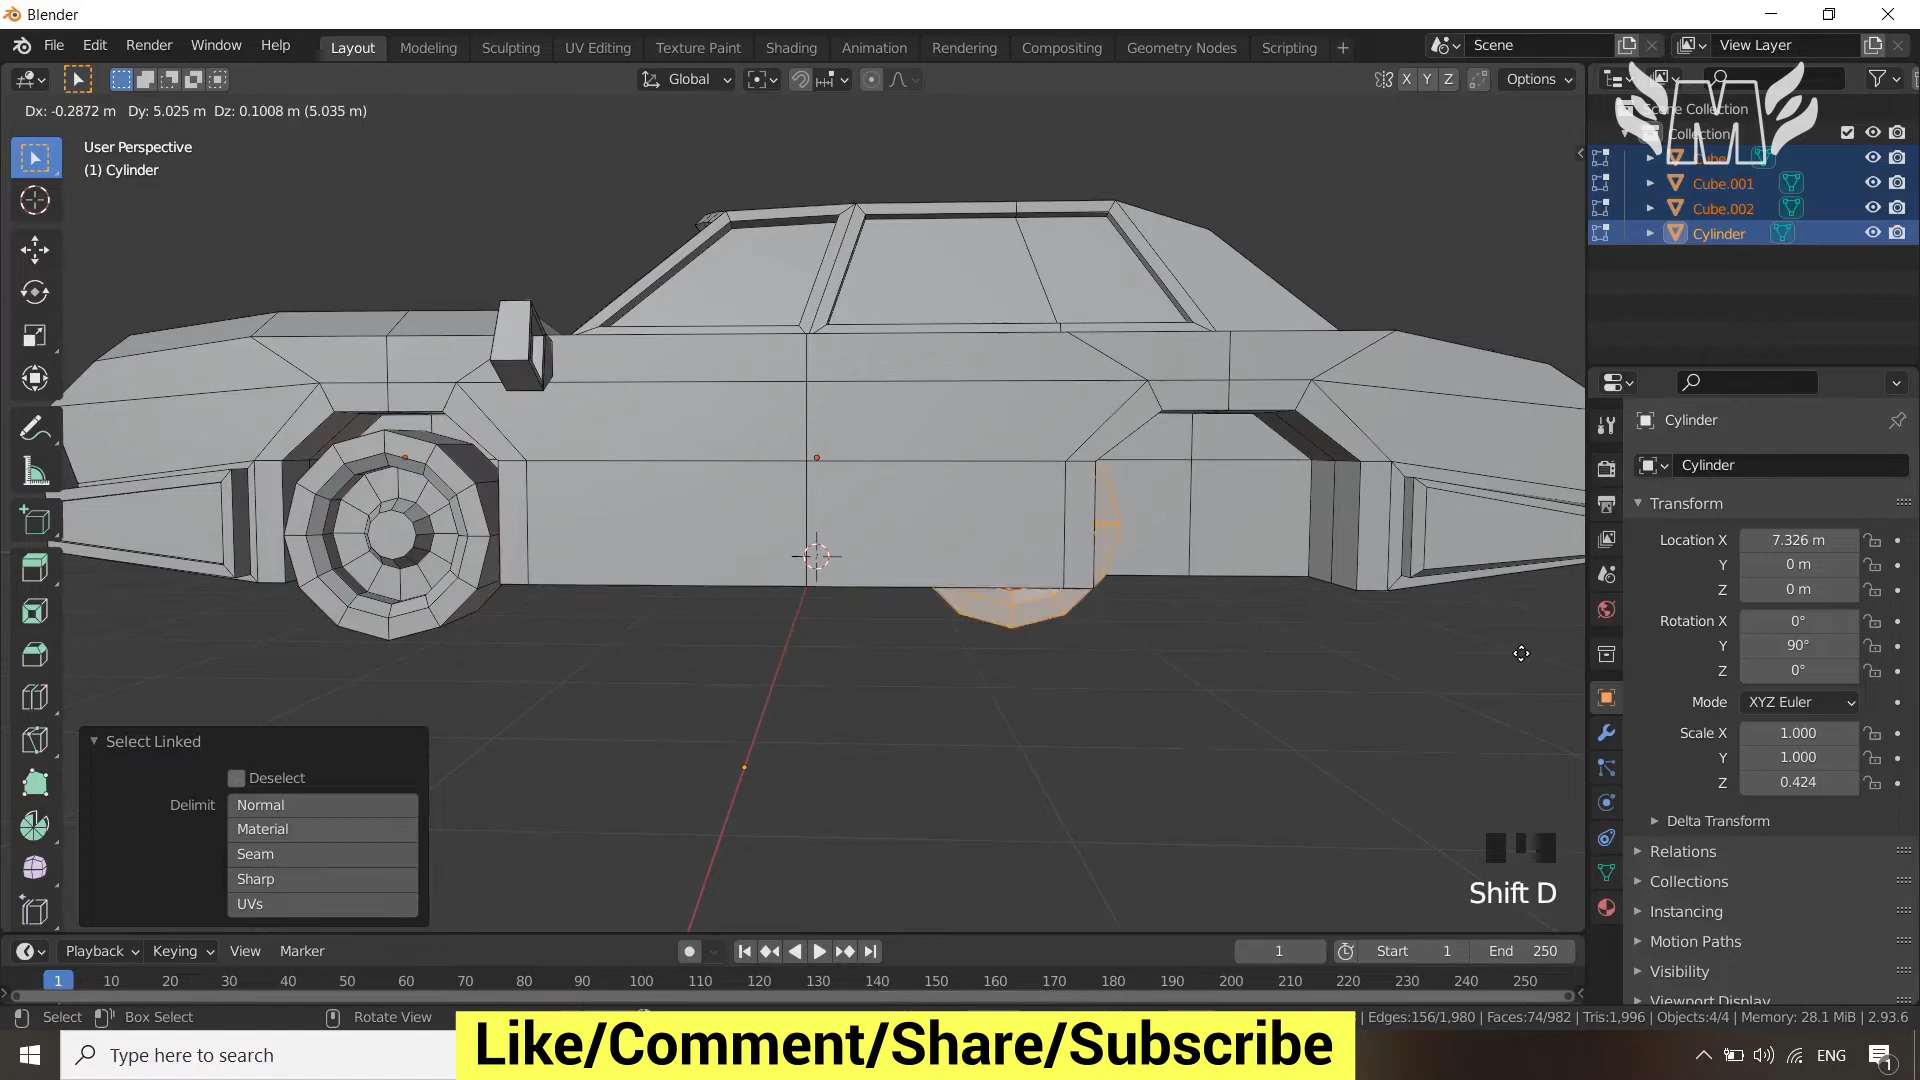 Blender
File Edit Render Window Help Layout Modeling Sculpting UV Editing Texture Paint Shading Animation Rendering Compositing Geometry Nodes Scripting + Scene View Layer
Global X Y Z Options
Dx: -0.2872 m Dy: 5.025 m Dz: 0.1008 m (5.035 m)
User Perspective
(1) Cylinder
Scene Collection
Collection
Cube
Cube.001
Cube.002
Cylinder
Cylinder
Cylinder
Transform
Location X 7.326 m
Y 0 m
Z 0 m
Rotation X 0°
Y 90°
Z 0°
Mode XYZ Euler
Scale X 1.000
Y 1.000
Z 0.424
Delta Transform
Relations
Collections
Instancing
Motion Paths
Visibility
Viewport Display
Select Linked
Deselect
Delimit Normal
Material
Seam
Sharp
UVs
Shift D
Playback Keying View Marker 1 Start 1 End 250
1 10 20 30 40 50 60 70 80 90 100 110 120 130 140 150 160 170 180 190 200 210 220 230 240 250
Select Box Select Rotate View | Edges:156/1,980 | Faces:74/982 | Tris:1,996 | Objects:4/4 | Memory: 28.1 MiB | 2.93.6
Like/Comment/Share/Subscribe
Type here to search
ENG
1